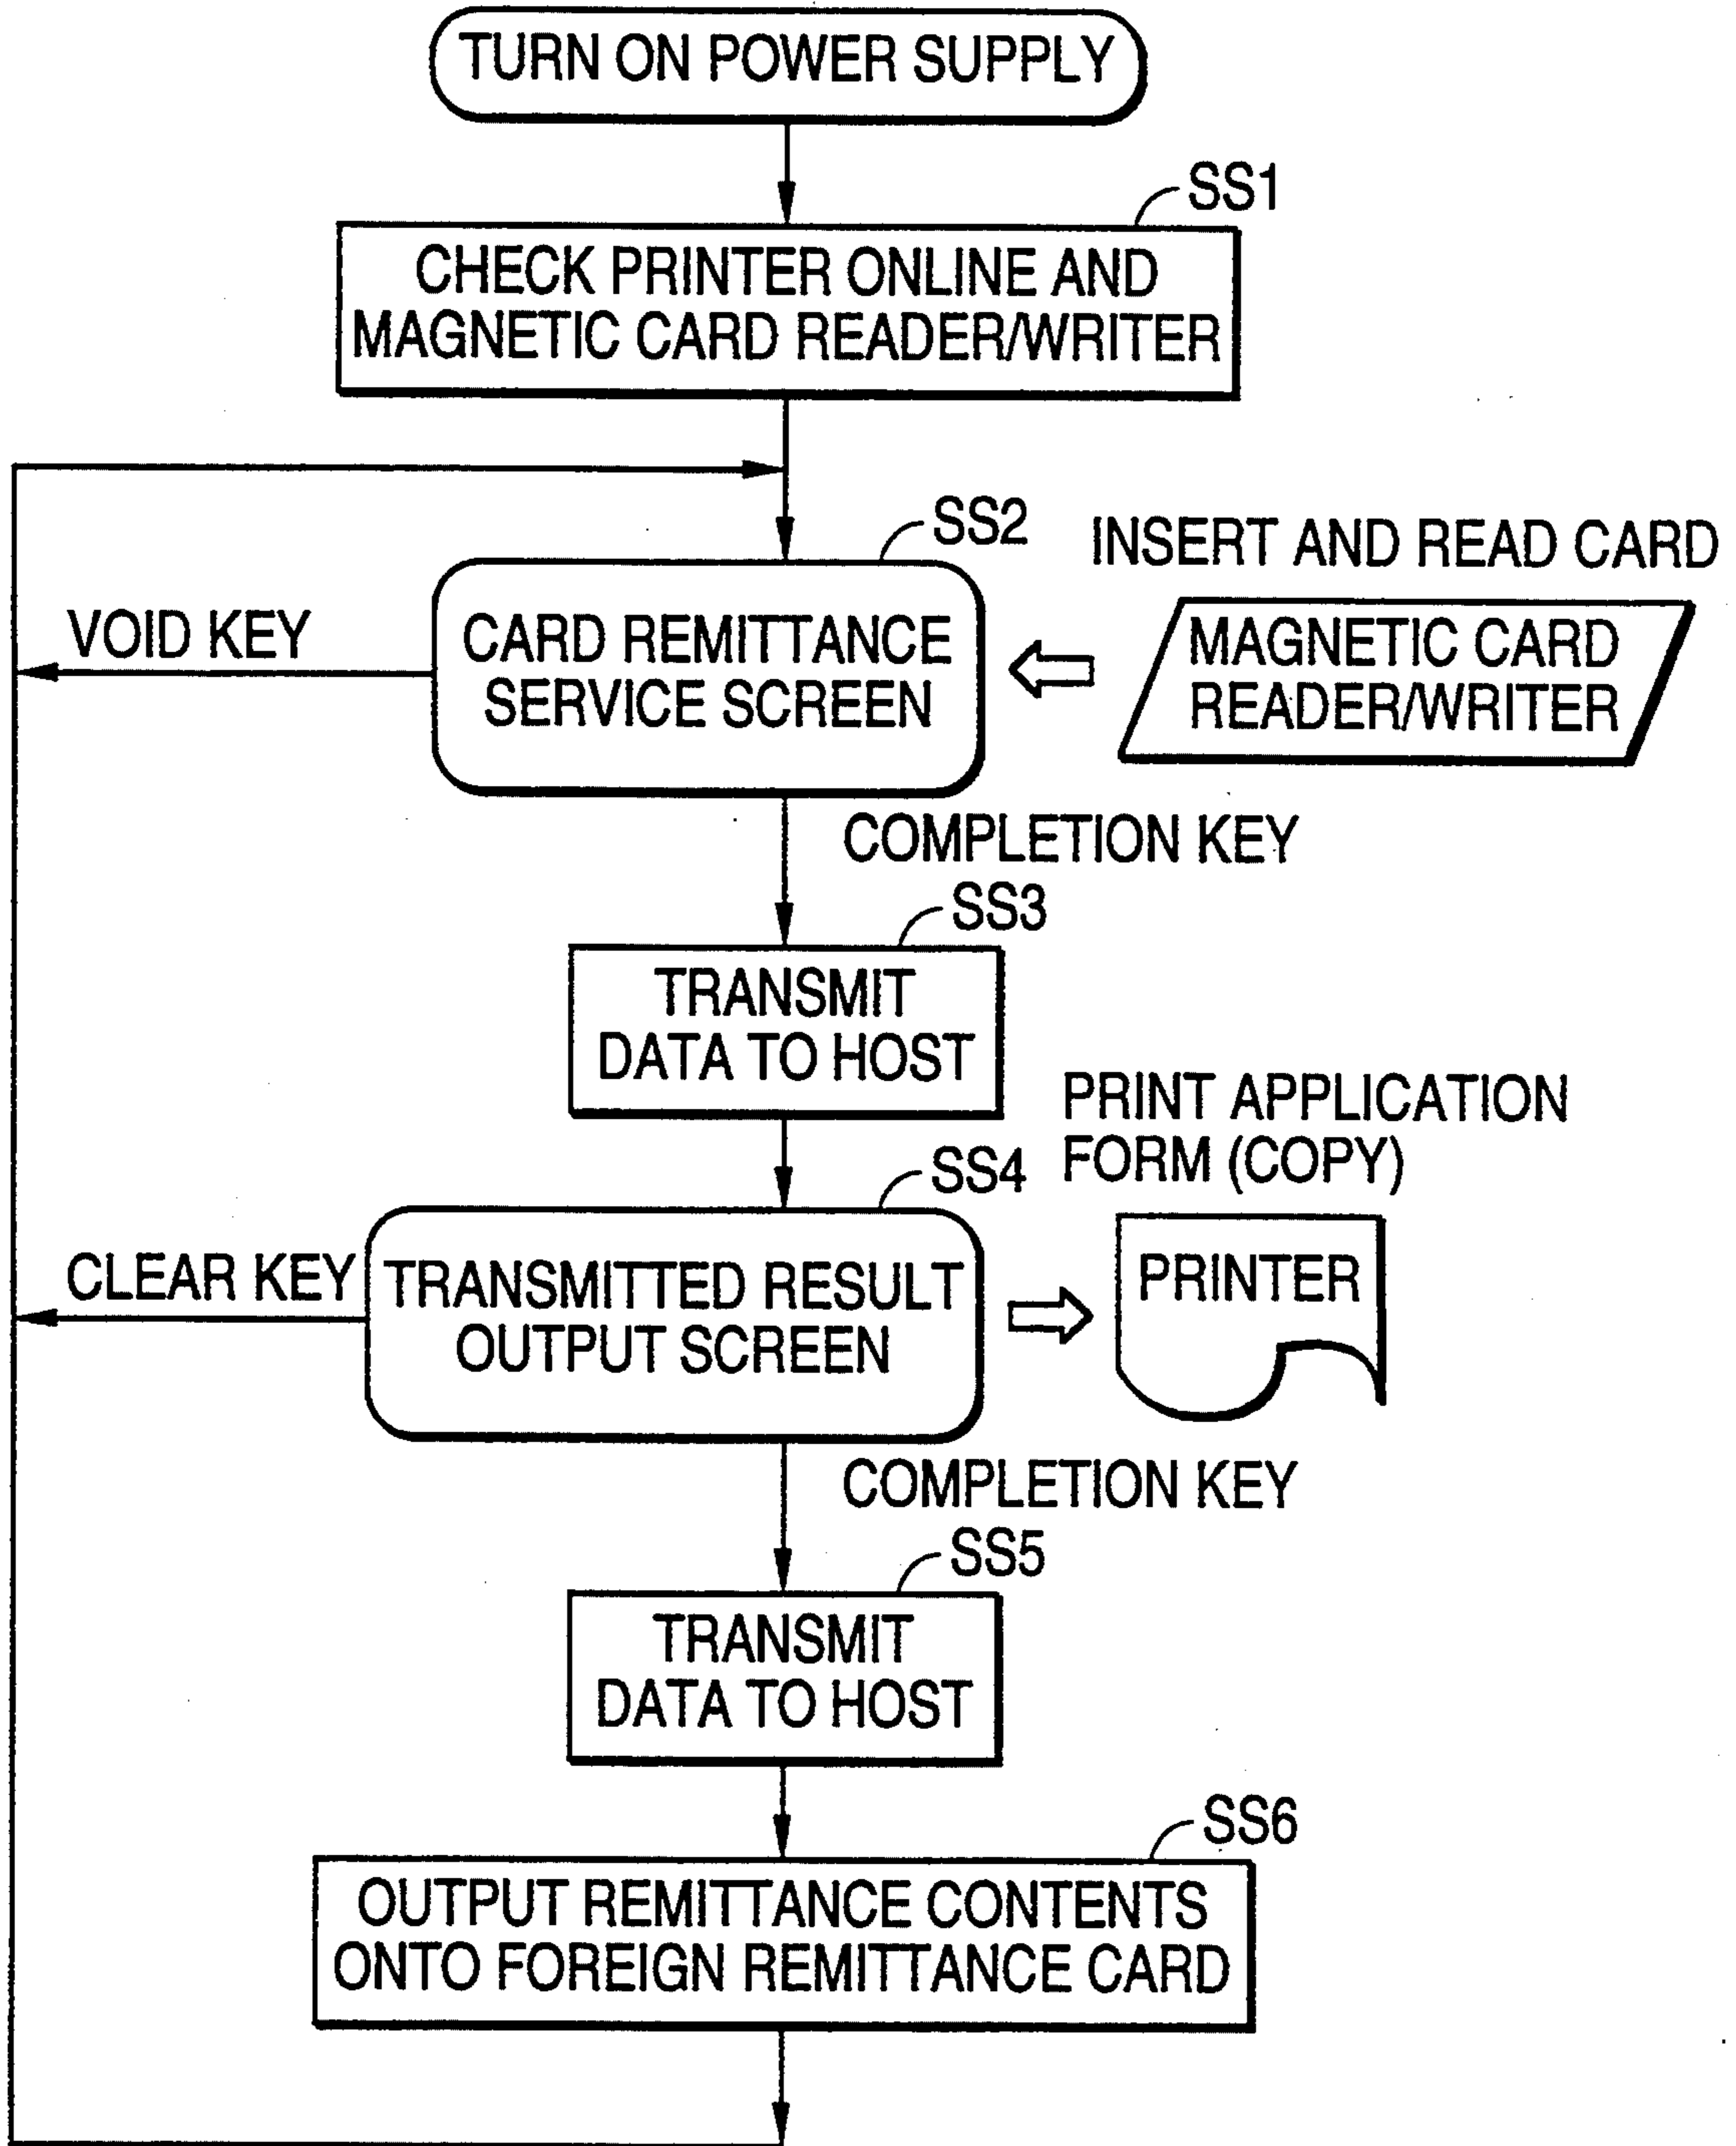 TURN ON POWER SUPPLY
SS1
CHECK PRINTER ONLINE AND
MAGNETIC CARD READER/WRITER
SS2
INSERT AND READ CARD
VOID KEY
CARD REMITTANCE
SERVICE SCREEN
MAGNETIC CARD
READER/WRITER
COMPLETION KEY
SS3
TRANSMIT
DATA TO HOST
PRINT APPLICATION
FORM (COPY)
SS4
CLEAR KEY
TRANSMITTED RESULT
OUTPUT SCREEN
PRINTER
COMPLETION KEY
SS5
TRANSMIT
DATA TO HOST
SS6
OUTPUT REMITTANCE CONTENTS
ONTO FOREIGN REMITTANCE CARD